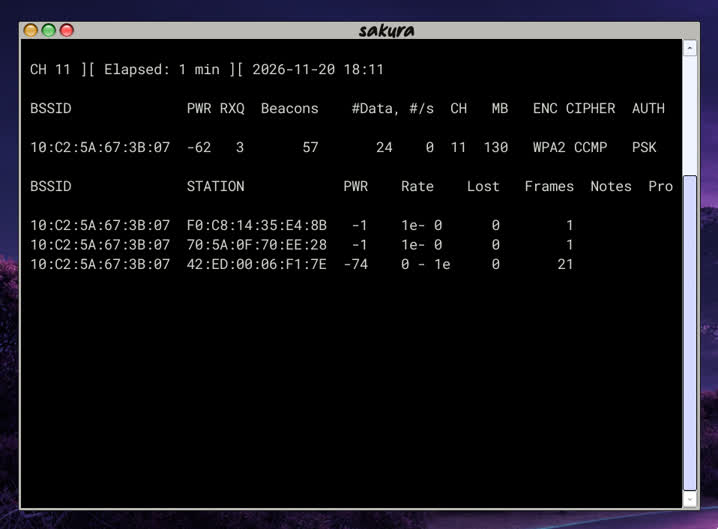 sakura
CH 11 ][ Elapsed: 1 min ][ 2026-11-20 18:11
BSSID PWR RXQ Beacons #Data, #/s CH MB ENC CIPHER AUTH
10:C2:5A:67:3B:07 -62 3 57 24 0 11 130 WPA2 CCMP PSK
BSSID STATION PWR Rate Lost Frames Notes Pro
10:C2:5A:67:3B:07 F0:C8:14:35:E4:8B -1 1e- 0 0 1
10:C2:5A:67:3B:07 70:5A:0F:70:EE:28 -1 1e- 0 0 1
10:C2:5A:67:3B:07 42:ED:00:06:F1:7E -74 0 - 1e 0 21